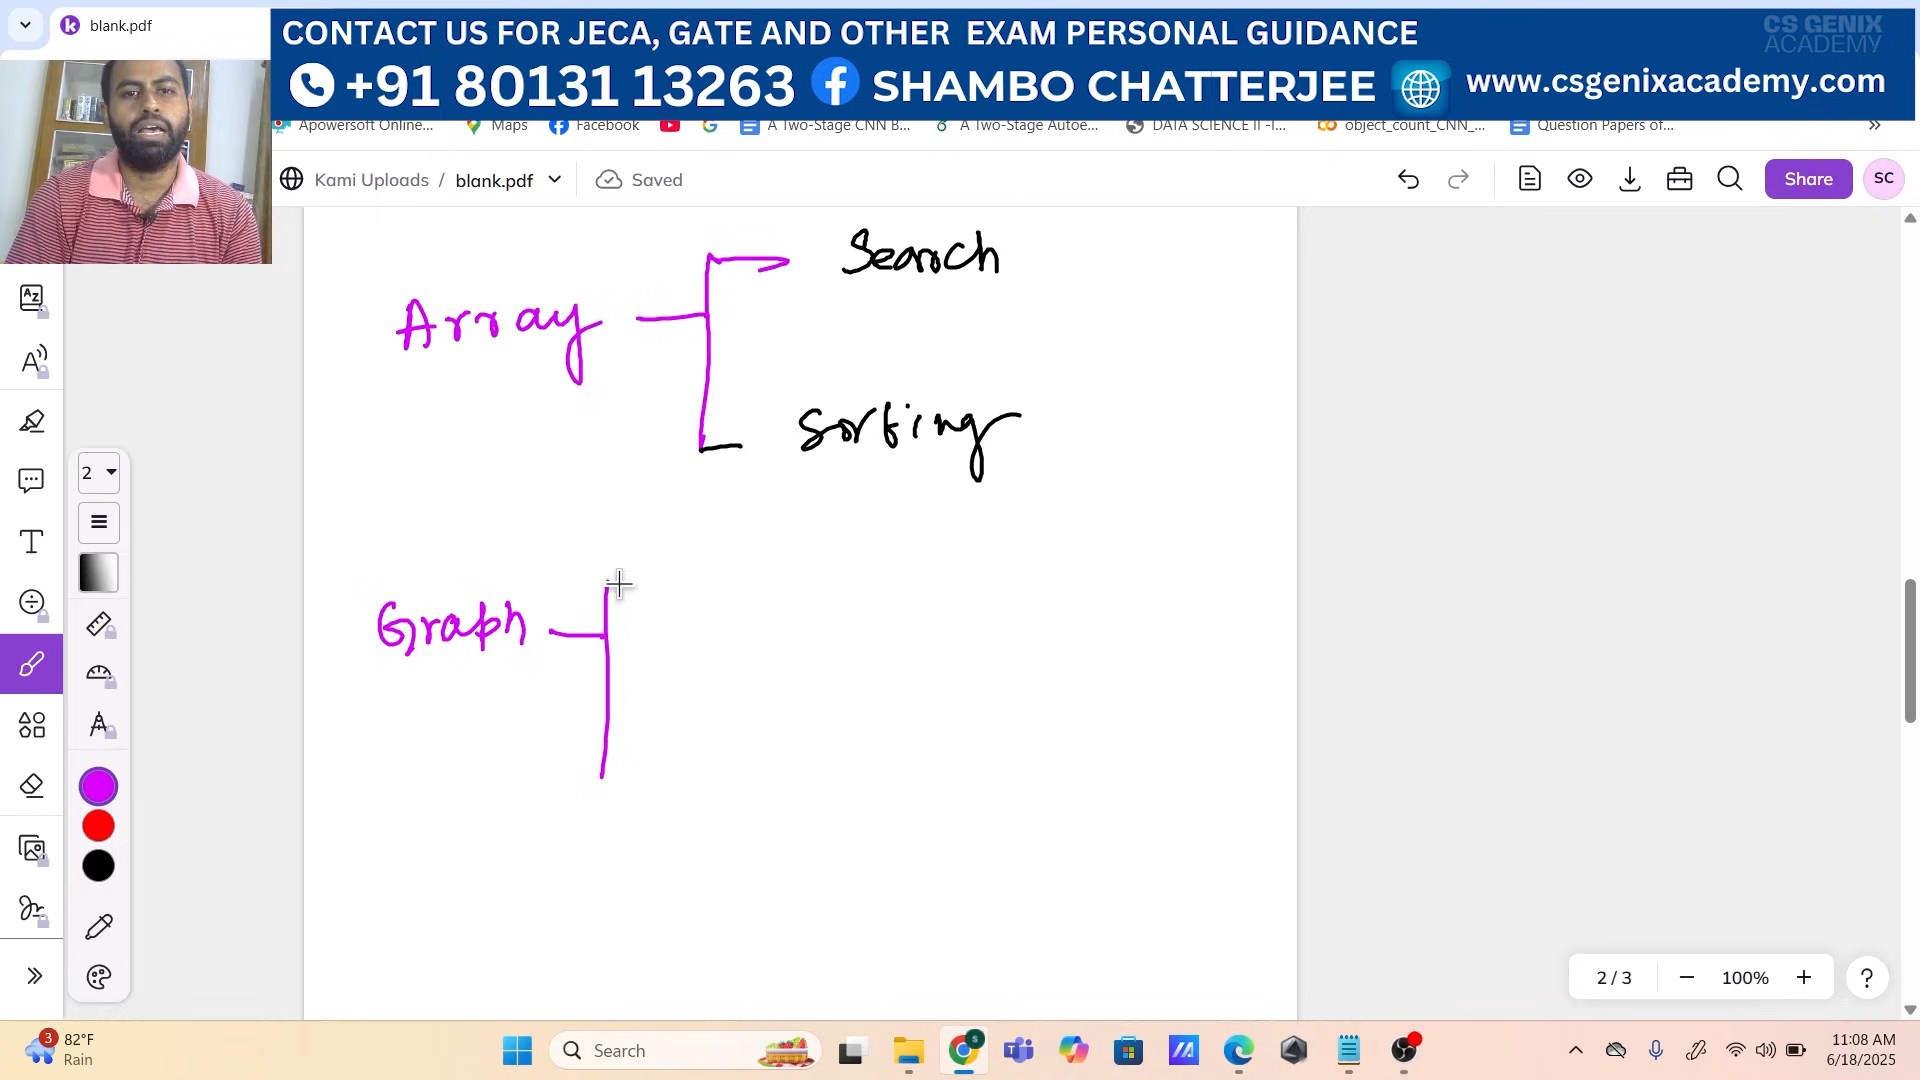 blank.pdf
CONTACT US FOR JECA, GATE AND OTHER EXAM PERSONAL GUIDANCE
CS GENIX
ACADEMY
+91 80131 13263 SHAMBO CHATTERJEE www.csgenixacademy.com
Apowersoft Online... Maps Facebook A Two-Stage CNN B... A Two-Stage Autoe... DATA SCIENCE II -I... object_count_CNN_... Question Papers of...
Kami Uploads / blank.pdf Saved Share SC
Search
Array
Sorting
2
Graph
2 / 3 100%
3 82°F
Rain
Search
11:08 AM
6/18/2025